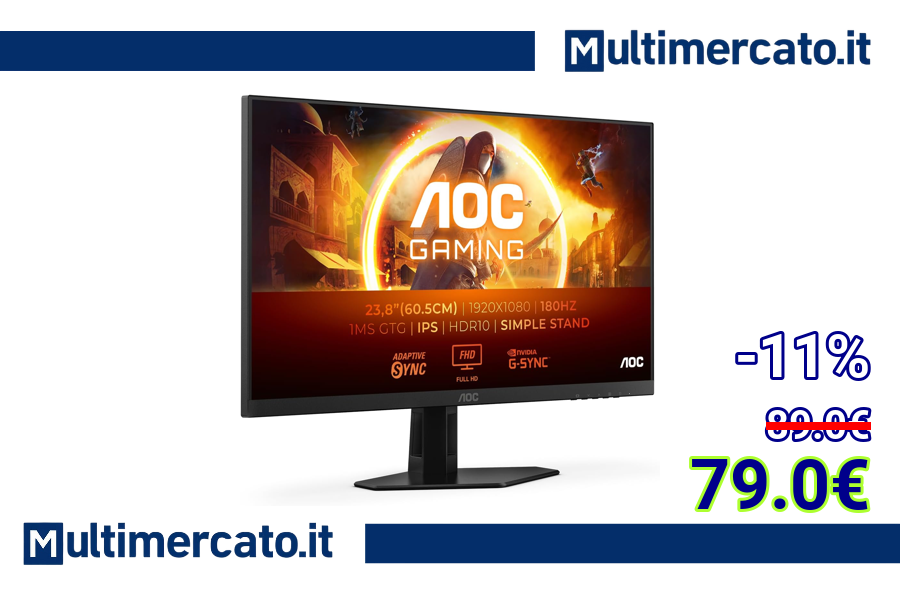 Multimercato.it
AOC
GAMING
23,8”(60.5CM) | 1920X1080 | 180HZ
1MS GTG | IPS | HDR10 | SIMPLE STAND
ADAPTIVE
SYNC
FHD
FULL HD
NVIDIA
G-SYNC
AOC
AOC
-11%
89.0€
79.0€
Multimercato.it